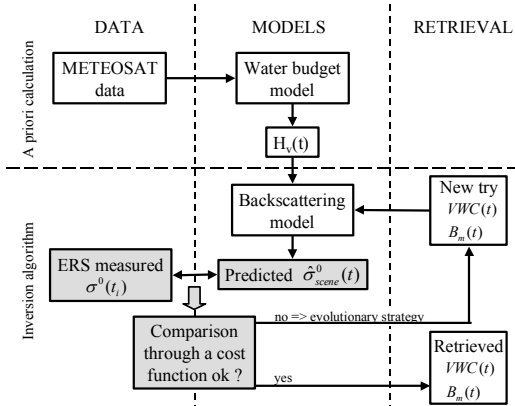 DATA
MODELS
RETRIEVAL
A priori calculation
METEOSAT
data
Water budget
model
H_v(t)
Inversion algorithm
Backscattering
model
New try
VWC(t)
B_m(t)
ERS measured
σ^0(t_i)
Predicted σ̂^0_scene(t)
Comparison
through a cost
function ok ?
no => evolutionary strategy
yes
Retrieved
VWC(t)
B_m(t)